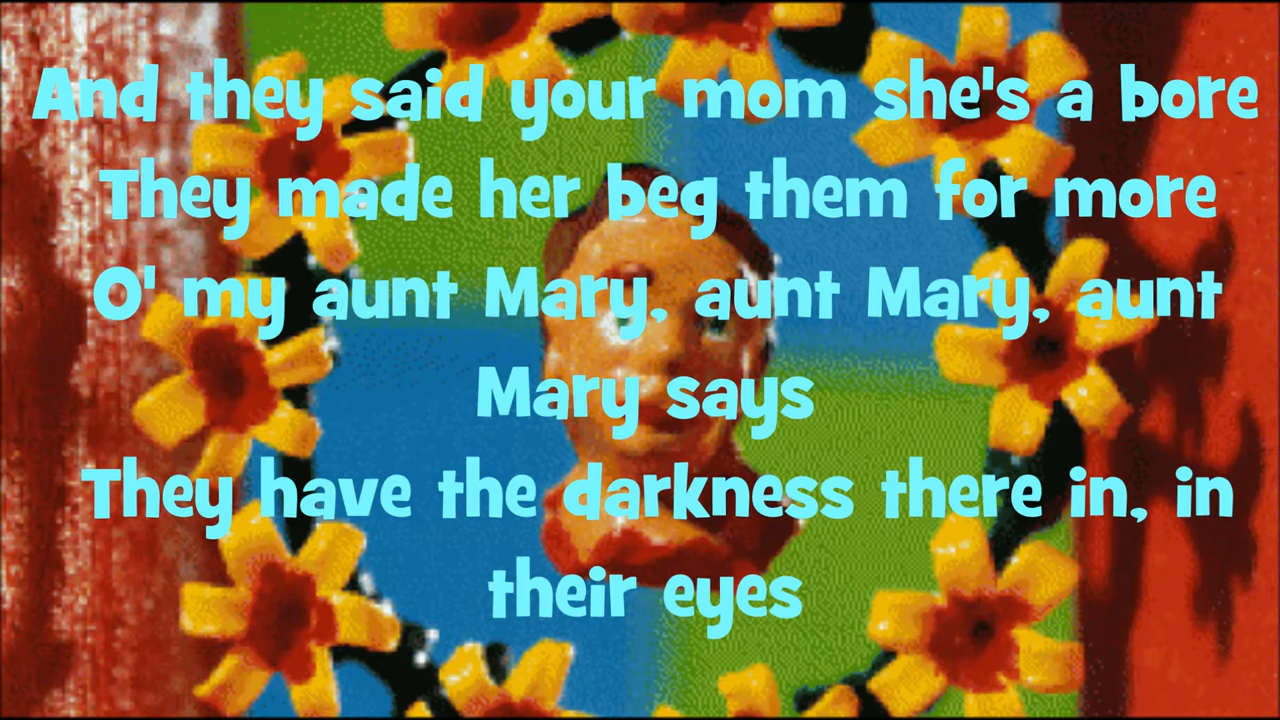 And they said your mom she's a bore
They made her beg them for more
O' my aunt Mary, aunt Mary, aunt
Mary says
They have the darkness there in, in
their eyes